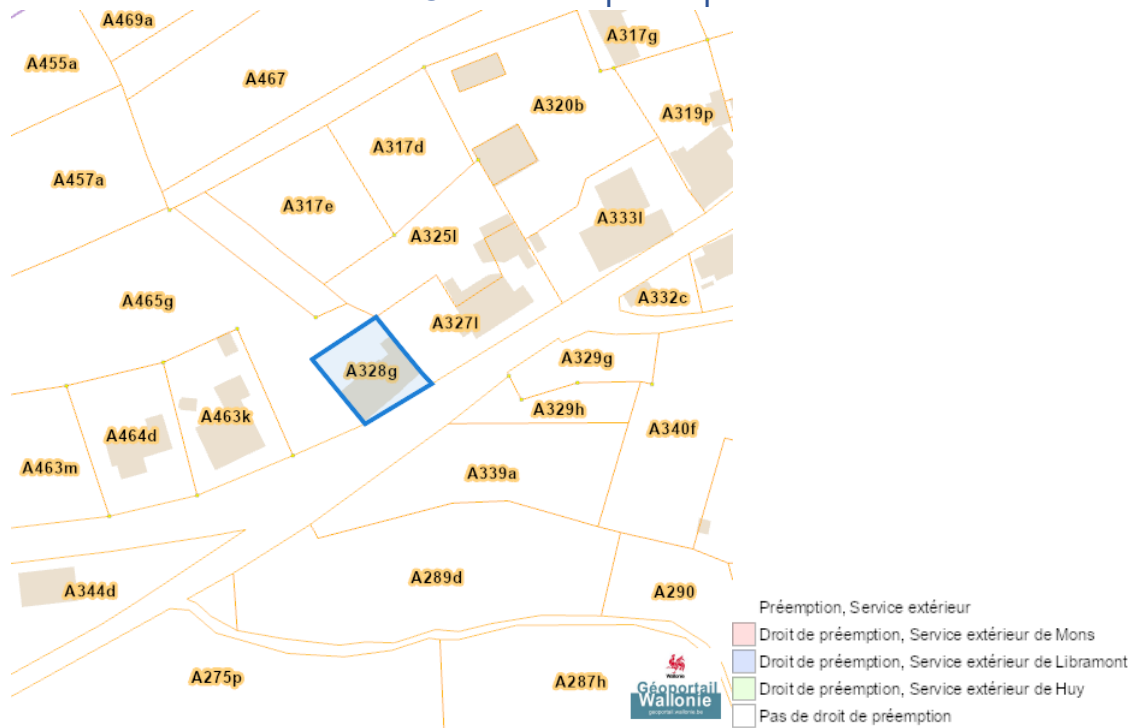 A469a
A317g
A455a
A467
A320b
A319p
A317d
A457a
A317e
A333l
A325l
A332c
A465g
A327l
A329g
A328g
A329h
A463k
A340f
A464d
A463m
A339a
A289d
A344d
A290
A275p
A287h
Wallonie
Géoportail
Wallonie
geoportail.wallonie.be
Préemption, Service extérieur
Droit de préemption, Service extérieur de Mons
Droit de préemption, Service extérieur de Libramont
Droit de préemption, Service extérieur de Huy
Pas de droit de préemption